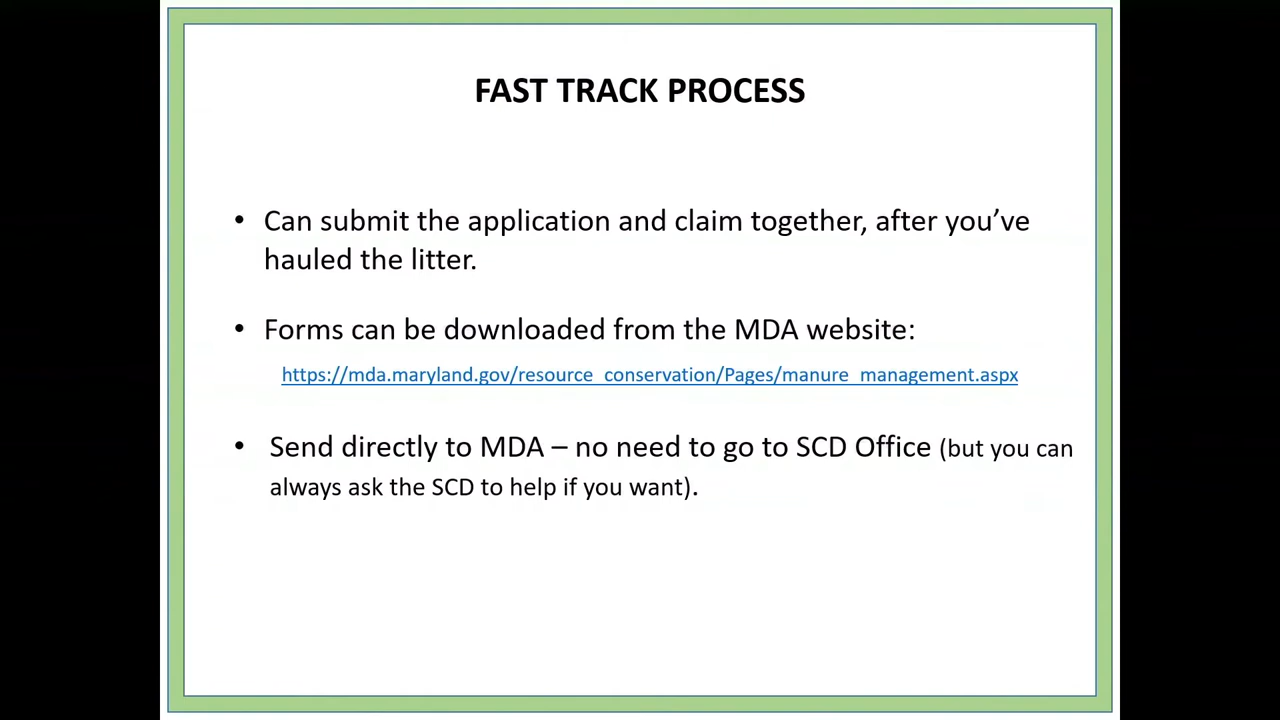 FAST TRACK PROCESS
• Can submit the application and claim together, after you’ve
hauled the litter.
• Forms can be downloaded from the MDA website:
https://mda.maryland.gov/resource_conservation/Pages/manure_management.aspx
• Send directly to MDA – no need to go to SCD Office (but you can
always ask the SCD to help if you want).